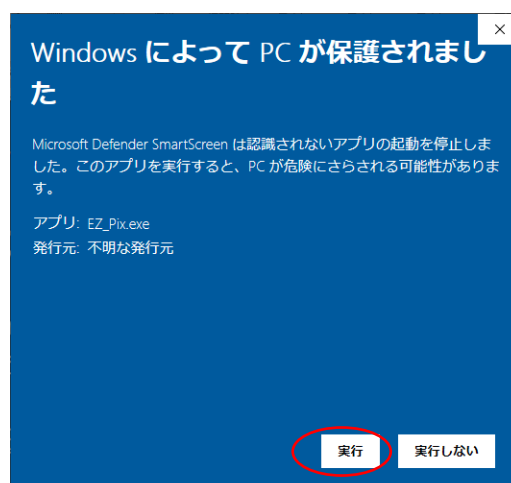 Windows によって PC が保護されまし
た
Microsoft Defender SmartScreen は認識されないアプリの起動を停止しま
した。このアプリを実行すると、PC が危険にさらされる可能性がありま
す。
アプリ: EZ_Pix.exe
発行元: 不明な発行元
実行 実行しない